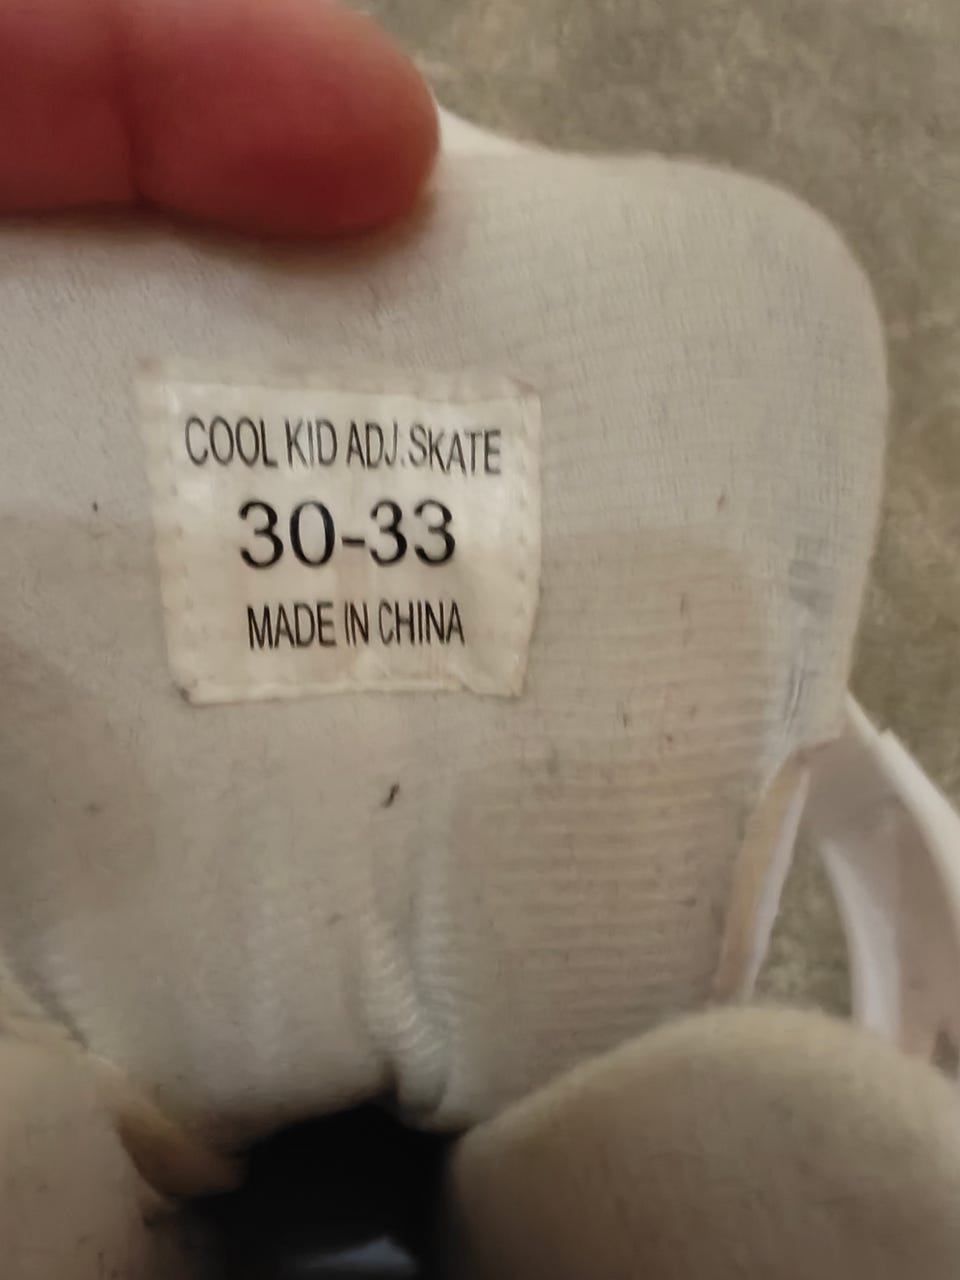 COOL KID ADJ.SKATE
30-33
MADE IN CHINA